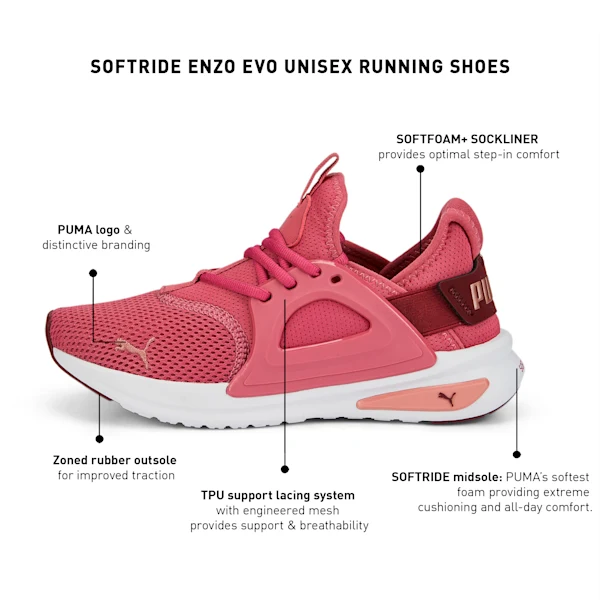 SOFTRIDE ENZO EVO UNISEX RUNNING SHOES
SOFTFOAM+ SOCKLINER
provides optimal step-in comfort
PUMA logo &
distinctive branding
PU
Zoned rubber outsole
for improved traction
TPU support lacing system
with engineered mesh
provides support & breathability
SOFTRIDE midsole: PUMA's softest
foam providing extreme
cushioning and all-day comfort.